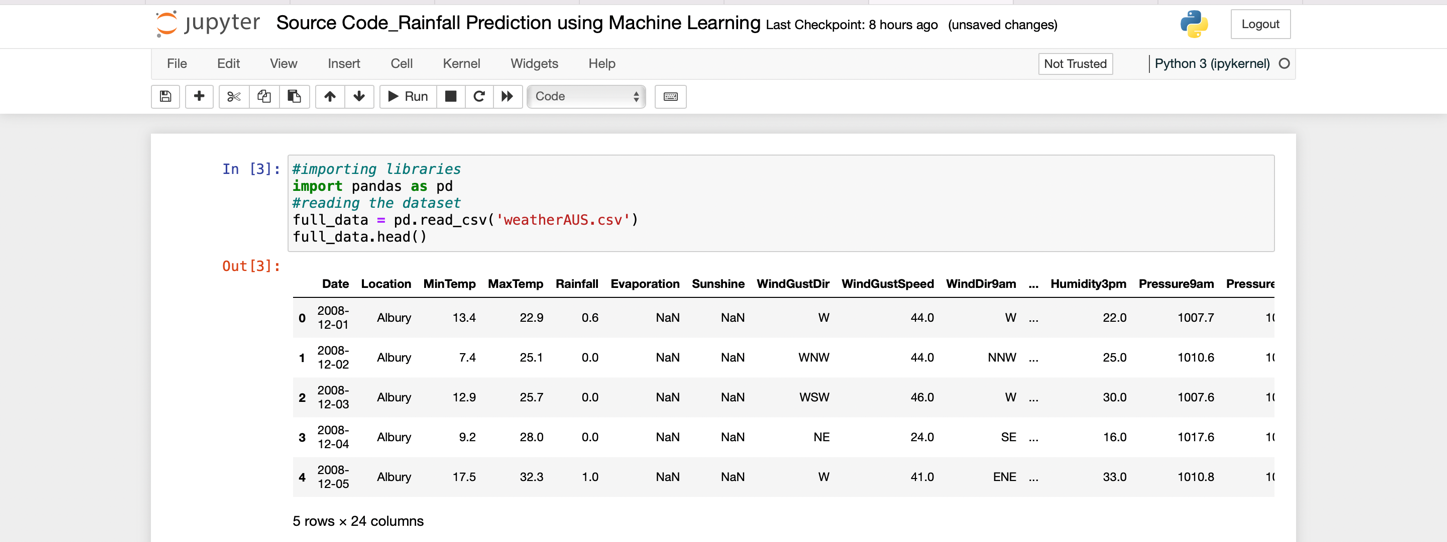 jupyter Source Code_Rainfall Prediction using Machine Learning Last Checkpoint: 8 hours ago (unsaved changes) Logout
File Edit View Insert Cell Kernel Widgets Help Not Trusted Python 3 (ipykernel)
Run Code
In [3]: #importing libraries
import pandas as pd
#reading the dataset
full_data = pd.read_csv('weatherAUS.csv')
full_data.head()
Out[3]:
Date Location MinTemp MaxTemp Rainfall Evaporation Sunshine WindGustDir WindGustSpeed WindDir9am ... Humidity3pm Pressure9am Pressure
0 2008-12-01 Albury 13.4 22.9 0.6 NaN NaN W 44.0 W ... 22.0 1007.7
1 2008-12-02 Albury 7.4 25.1 0.0 NaN NaN WNW 44.0 NNW ... 25.0 1010.6
2 2008-12-03 Albury 12.9 25.7 0.0 NaN NaN WSW 46.0 W ... 30.0 1007.6
3 2008-12-04 Albury 9.2 28.0 0.0 NaN NaN NE 24.0 SE ... 16.0 1017.6
4 2008-12-05 Albury 17.5 32.3 1.0 NaN NaN W 41.0 ENE ... 33.0 1010.8
5 rows × 24 columns